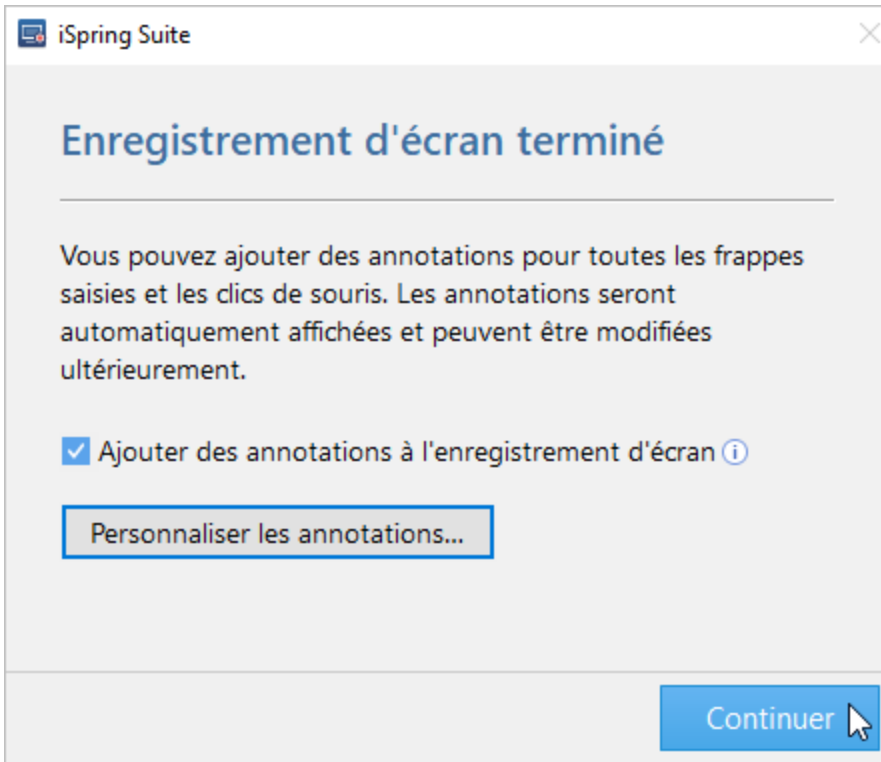 iSpring Suite
Enregistrement d'écran terminé
Vous pouvez ajouter des annotations pour toutes les frappes
saisies et les clics de souris. Les annotations seront
automatiquement affichées et peuvent être modifiées
ultérieurement.
Ajouter des annotations à l'enregistrement d'écran
Personnaliser les annotations...
Continuer